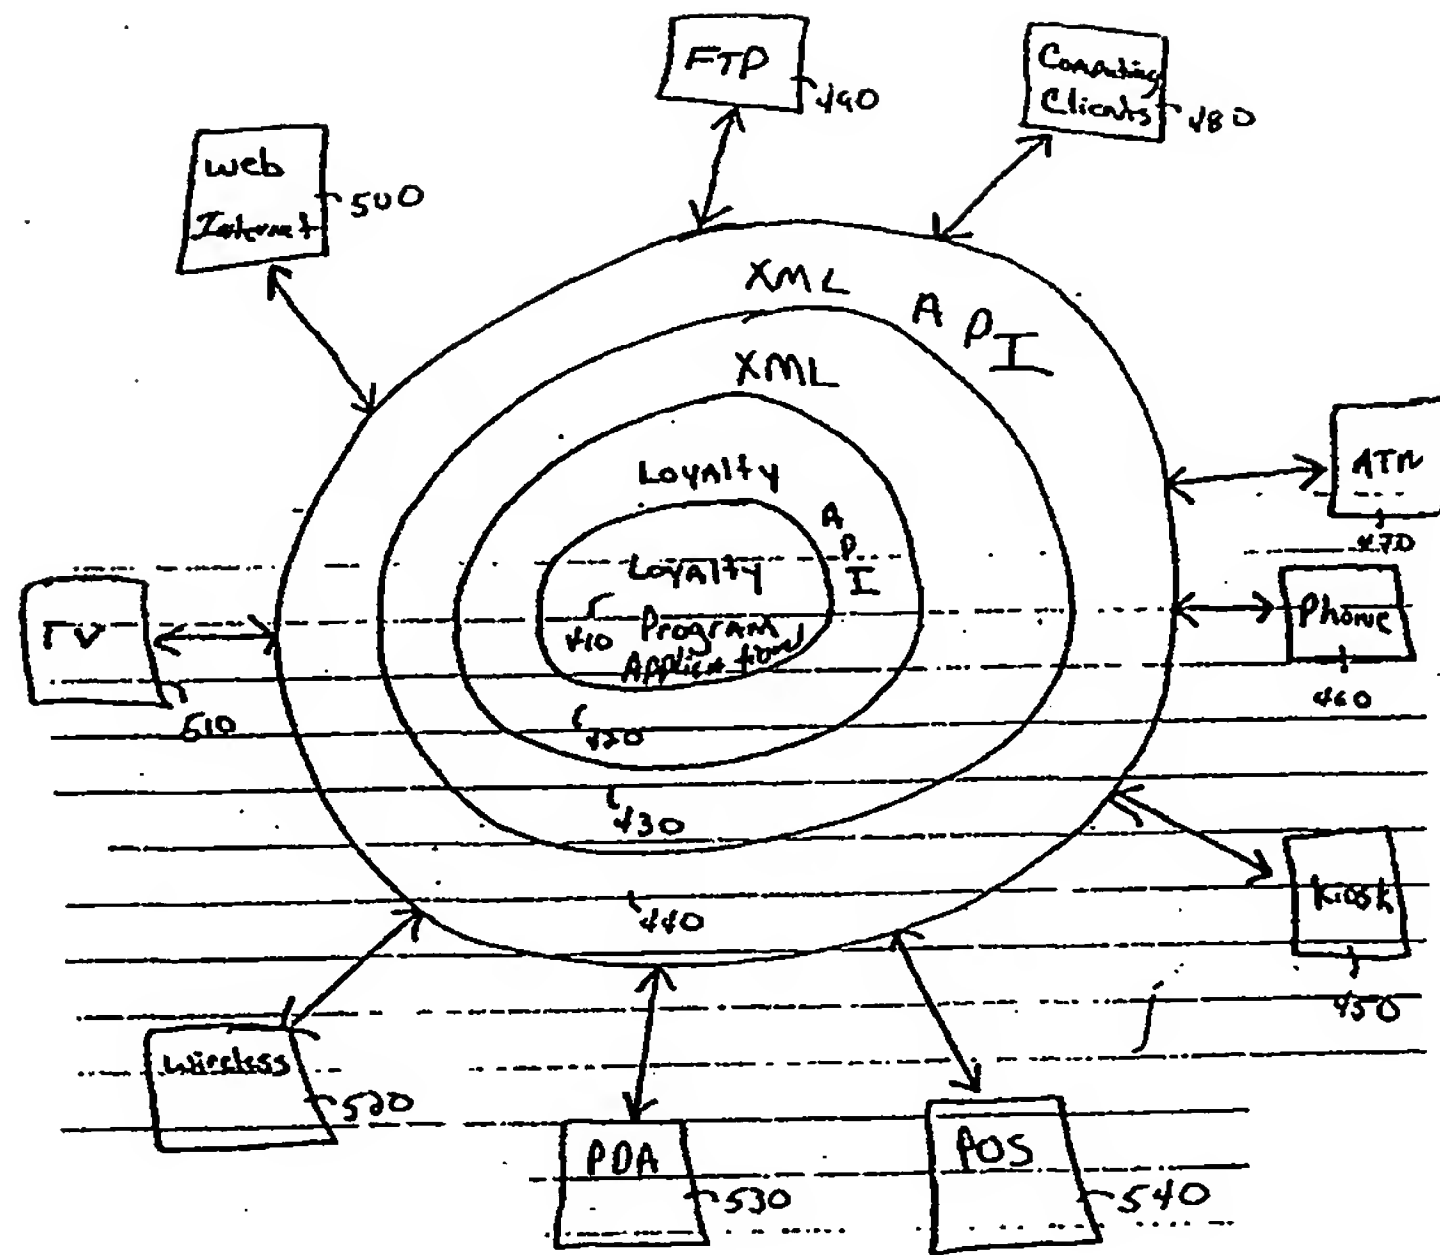 FTP
490
Computing
Clients
480
Web
Internet
500
XML
API
XML
ATM
470
Loyalty
API
Loyalty
Program
Application
410
Phone
460
TV
510
420
430
Kiosk
450
440
Wireless
520
PDA
530
POS
540